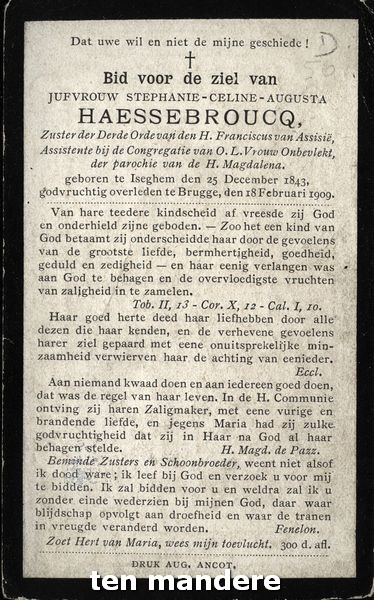 Dat uwe wil en niet de mijne geschiede !
D
†
Bid voor de ziel van
JUFVROUW STEPHANIE-CELINE-AUGUSTA
HAESSEBROUCQ,
Zuster der Derde Orde van den H. Franciscus van Assisië,
Assistente bij de Congregatie van O. L. Vrouw Onbevlekt,
der parochie van de H. Magdalena.
geboren te Iseghem den 25 December 1843,
godvruchtig overleden te Brugge, den 18 Februari 1909.
Van hare teedere kindscheid af vreesde zij God
en onderhield zijne geboden. — Zoo het een kind van
God betaamt zij onderscheidde haar door de gevoelens
van de grootste liefde, bermhertigheid, goedheid,
geduld en zedigheid — en haar eenig verlangen was
aan God te behagen en de overvloedigste vruchten
van zaligheid in te zamelen.
Tob. II, 13 - Cor. X, 12 - Cal. I, 10.
Haar goed herte deed haar liefhebben door al
die haar kenden, en de verhevene gevoelens
harer ziel gepaard met eene onuitsprekelijke min-
zaamheid verwierven haar de achting van eenieder.
Eccl.
Aan niemand kwaad doen en aan iedereen goed doen,
dat was de regel van haar leven. In de H. Communie
ontving zij haren Zaligmaker, met eene vurige en
brandende liefde, en jegens Maria had zij zulke
godvruchtigheid dat zij in Haar na God al haar
behagen stelde. H. Magd. de Pazz.
Beminde Zusters en Schoonbroeder, weent niet alsof
ik dood ware ; ik leef bij God en verzoek u voor mij
te bidden. Ik zal bidden voor u en weldra zal ik u
zonder einde wederzien bij mijnen God, daar waar
blijdschap opvolgt aan droefheid en waar de tranen
in vreugde veranderd worden. Fenelon.
Zoet Hert van Maria, wees mijn toevlucht. 300 d. afl.
DRUK AUG. ANCOT,
ten mandere